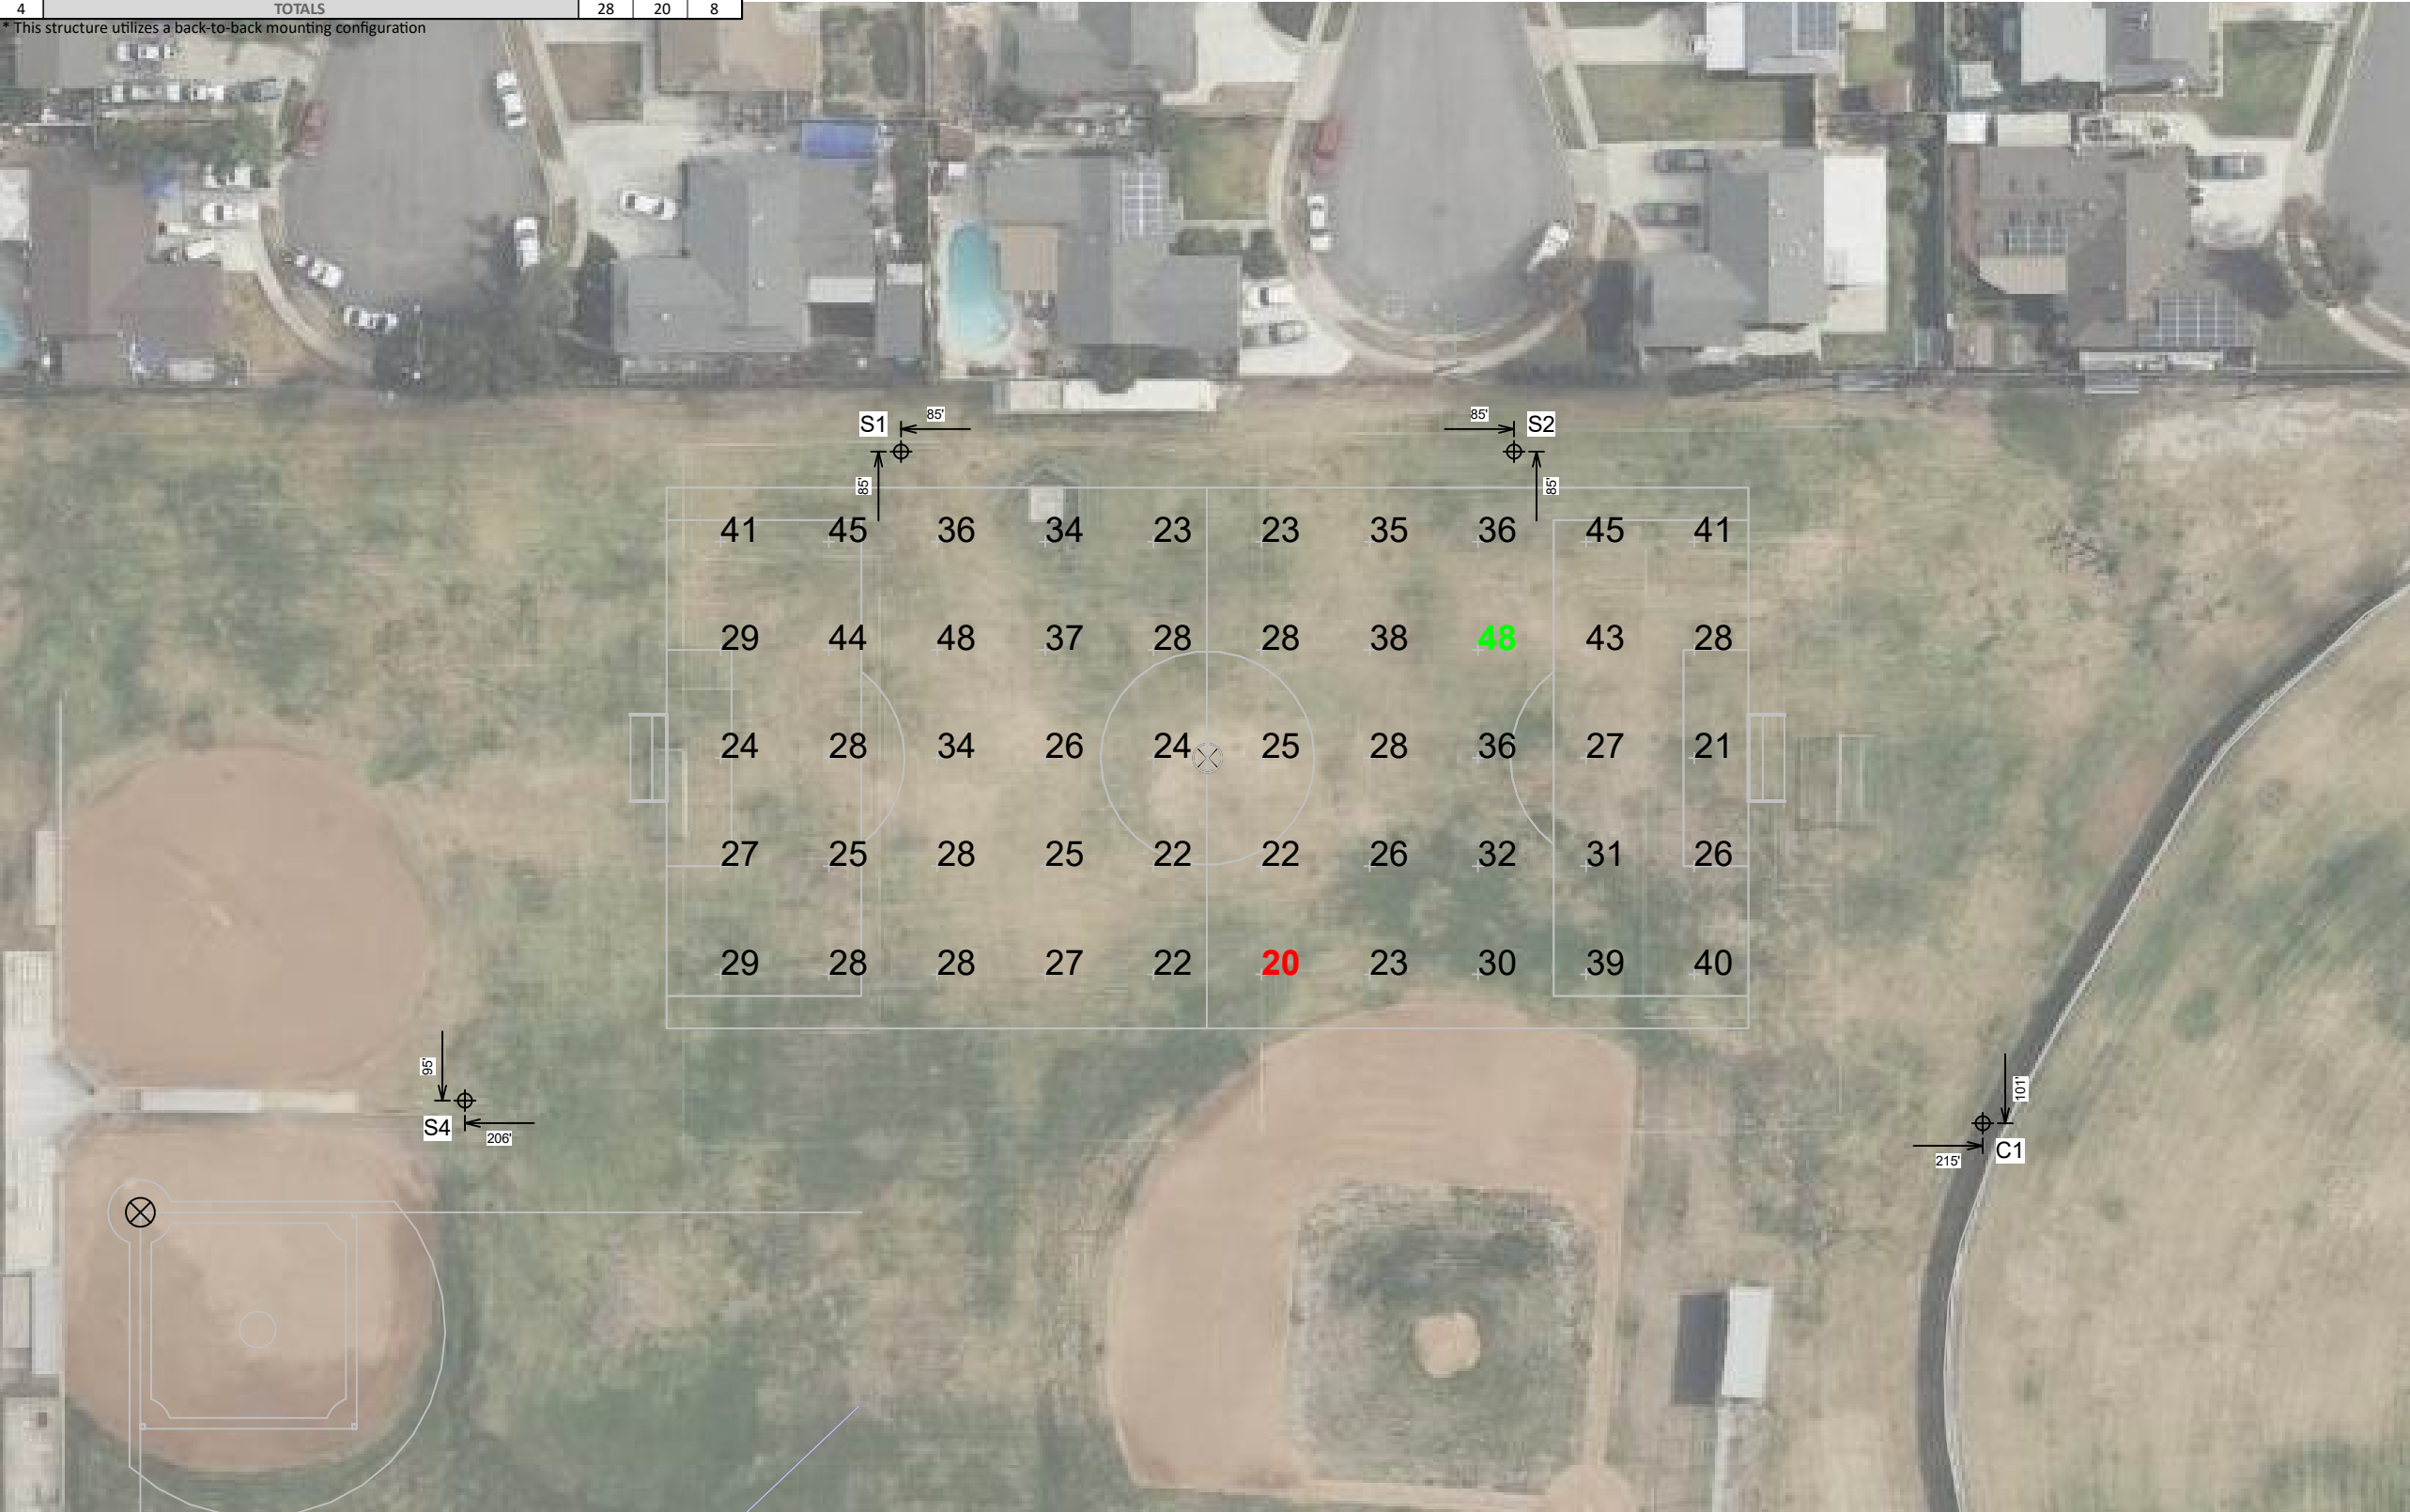 4 TOTALS 28 20 8
* This structure utilizes a back-to-back mounting configuration
S1 85' 85' S2
85' 85'
41 45 36 34 23 23 35 36 45 41
29 44 48 37 28 28 38 48 43 28
24 28 34 26 24 25 28 36 27 21
27 25 28 25 22 22 26 32 31 26
29 28 28 27 22 20 23 30 39 40
95' 101'
S4 206' 215' C1